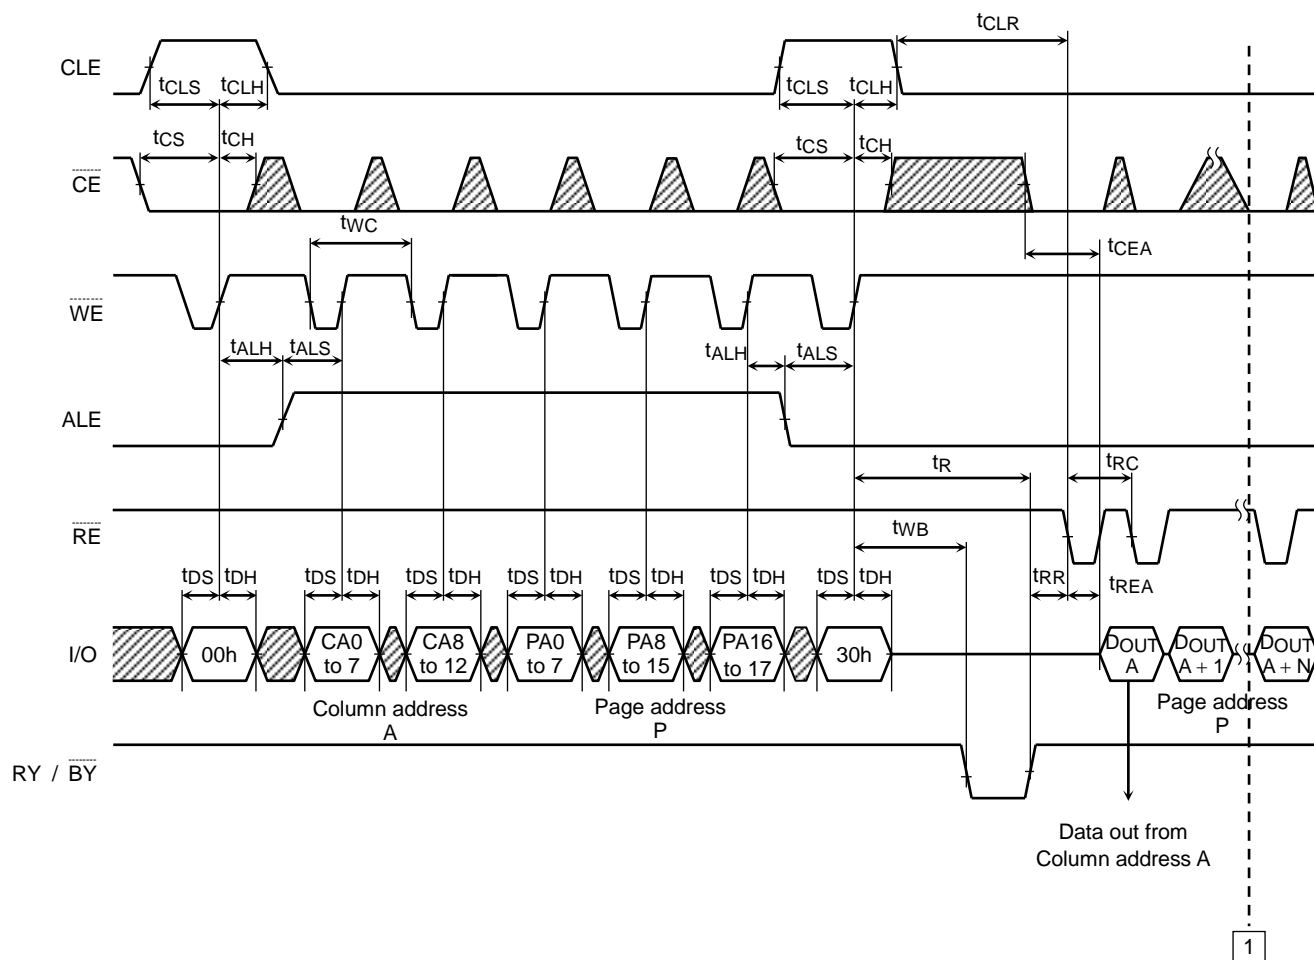 tCLR
CLE
tCLS tCLH tCLS tCLH
tCS tCH tCS tCH
CE
tWC
tCEA
WE
tALH tALS tALH tALS
ALE
tR tRC
RE
tWB
tDS tDH tDS tDH tDS tDH tDS tDH tDS tDH tDS tDH tDS tDH tRR tREA
I/O 00h CA0 to 7 CA8 to 12 PA0 to 7 PA8 to 15 PA16 to 17 30h DOUT A DOUT A + 1 DOUT A + N
Column address A Page address P Page address P
RY / BY
Data out from
Column address A
1